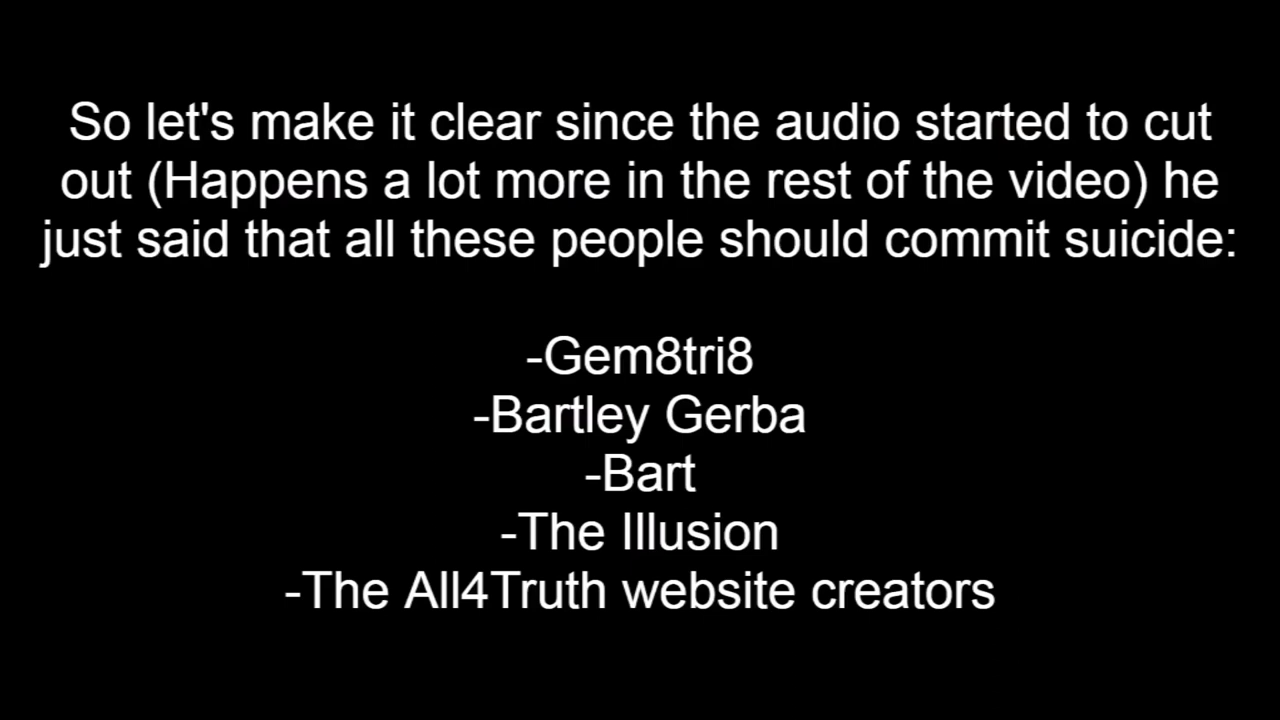 So let's make it clear since the audio started to cut
out (Happens a lot more in the rest of the video) he
just said that all these people should commit suicide:
-Gem8tri8
-Bartley Gerba
-Bart
-The Illusion
-The All4Truth website creators